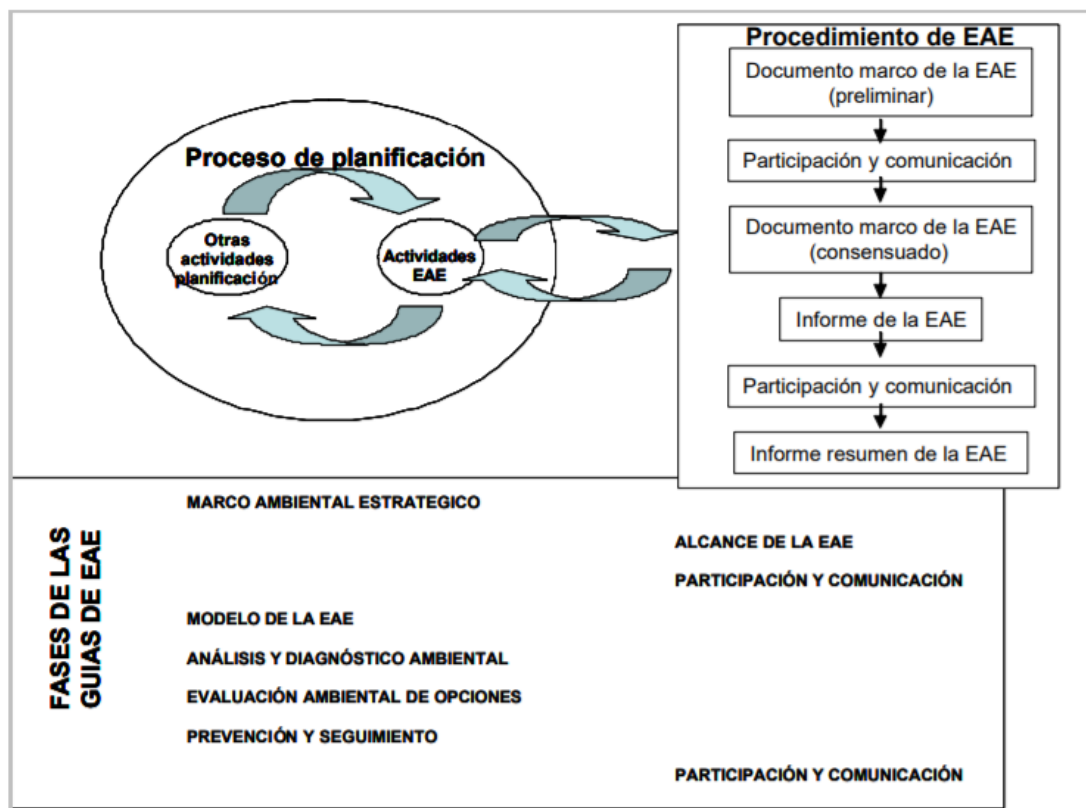 Proceso de planificación
Otras
actividades
planificación
Actividades
EAE
Procedimiento de EAE
Documento marco de la EAE
(preliminar)
Participación y comunicación
Documento marco de la EAE
(consensuado)
Informe de la EAE
Participación y comunicación
Informe resumen de la EAE
FASES DE LAS
GUIAS DE EAE
MARCO AMBIENTAL ESTRATEGICO
ALCANCE DE LA EAE
PARTICIPACIÓN Y COMUNICACIÓN
MODELO DE LA EAE
ANÁLISIS Y DIAGNÓSTICO AMBIENTAL
EVALUACIÓN AMBIENTAL DE OPCIONES
PREVENCIÓN Y SEGUIMIENTO
PARTICIPACIÓN Y COMUNICACIÓN